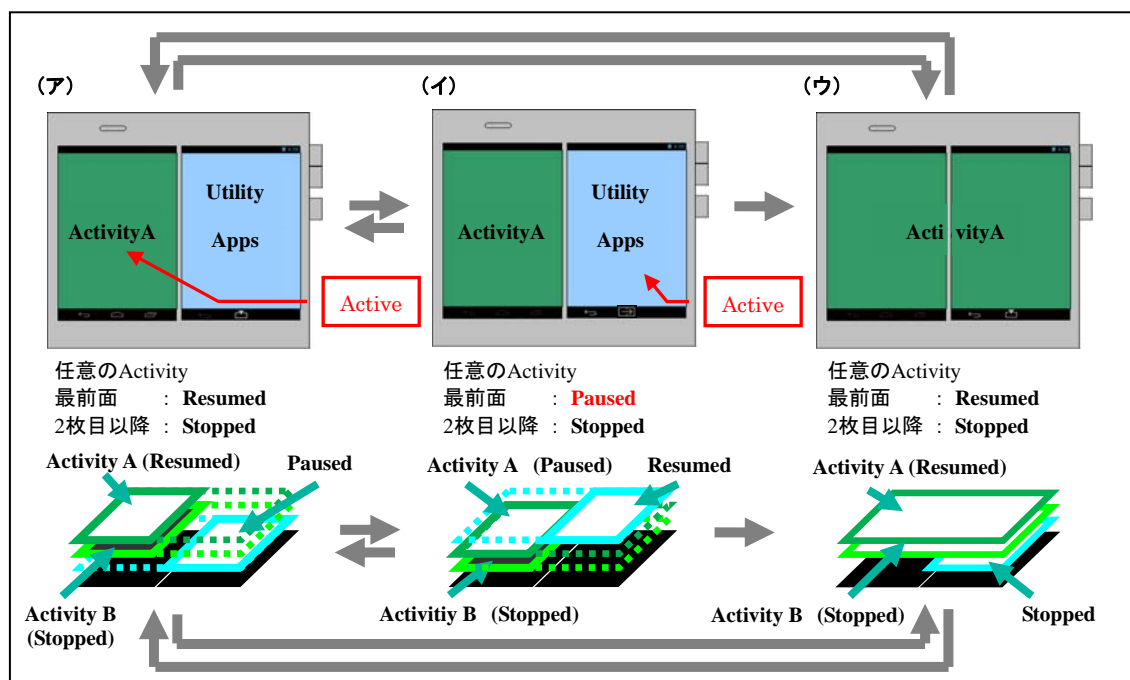 (ア)
(イ)
(ウ)
ActivityA
Utility
Apps
Active
ActivityA
Utility
Apps
Active
Acti vityA
任意のActivity
最前面 : Resumed
2枚目以降 : Stopped
任意のActivity
最前面 : Paused
2枚目以降 : Stopped
任意のActivity
最前面 : Resumed
2枚目以降 : Stopped
Activity A (Resumed)
Paused
Activity B
(Stopped)
Activity A (Paused)
Resumed
Activitiy B (Stopped)
Activity A (Resumed)
Activity B (Stopped)
Stopped